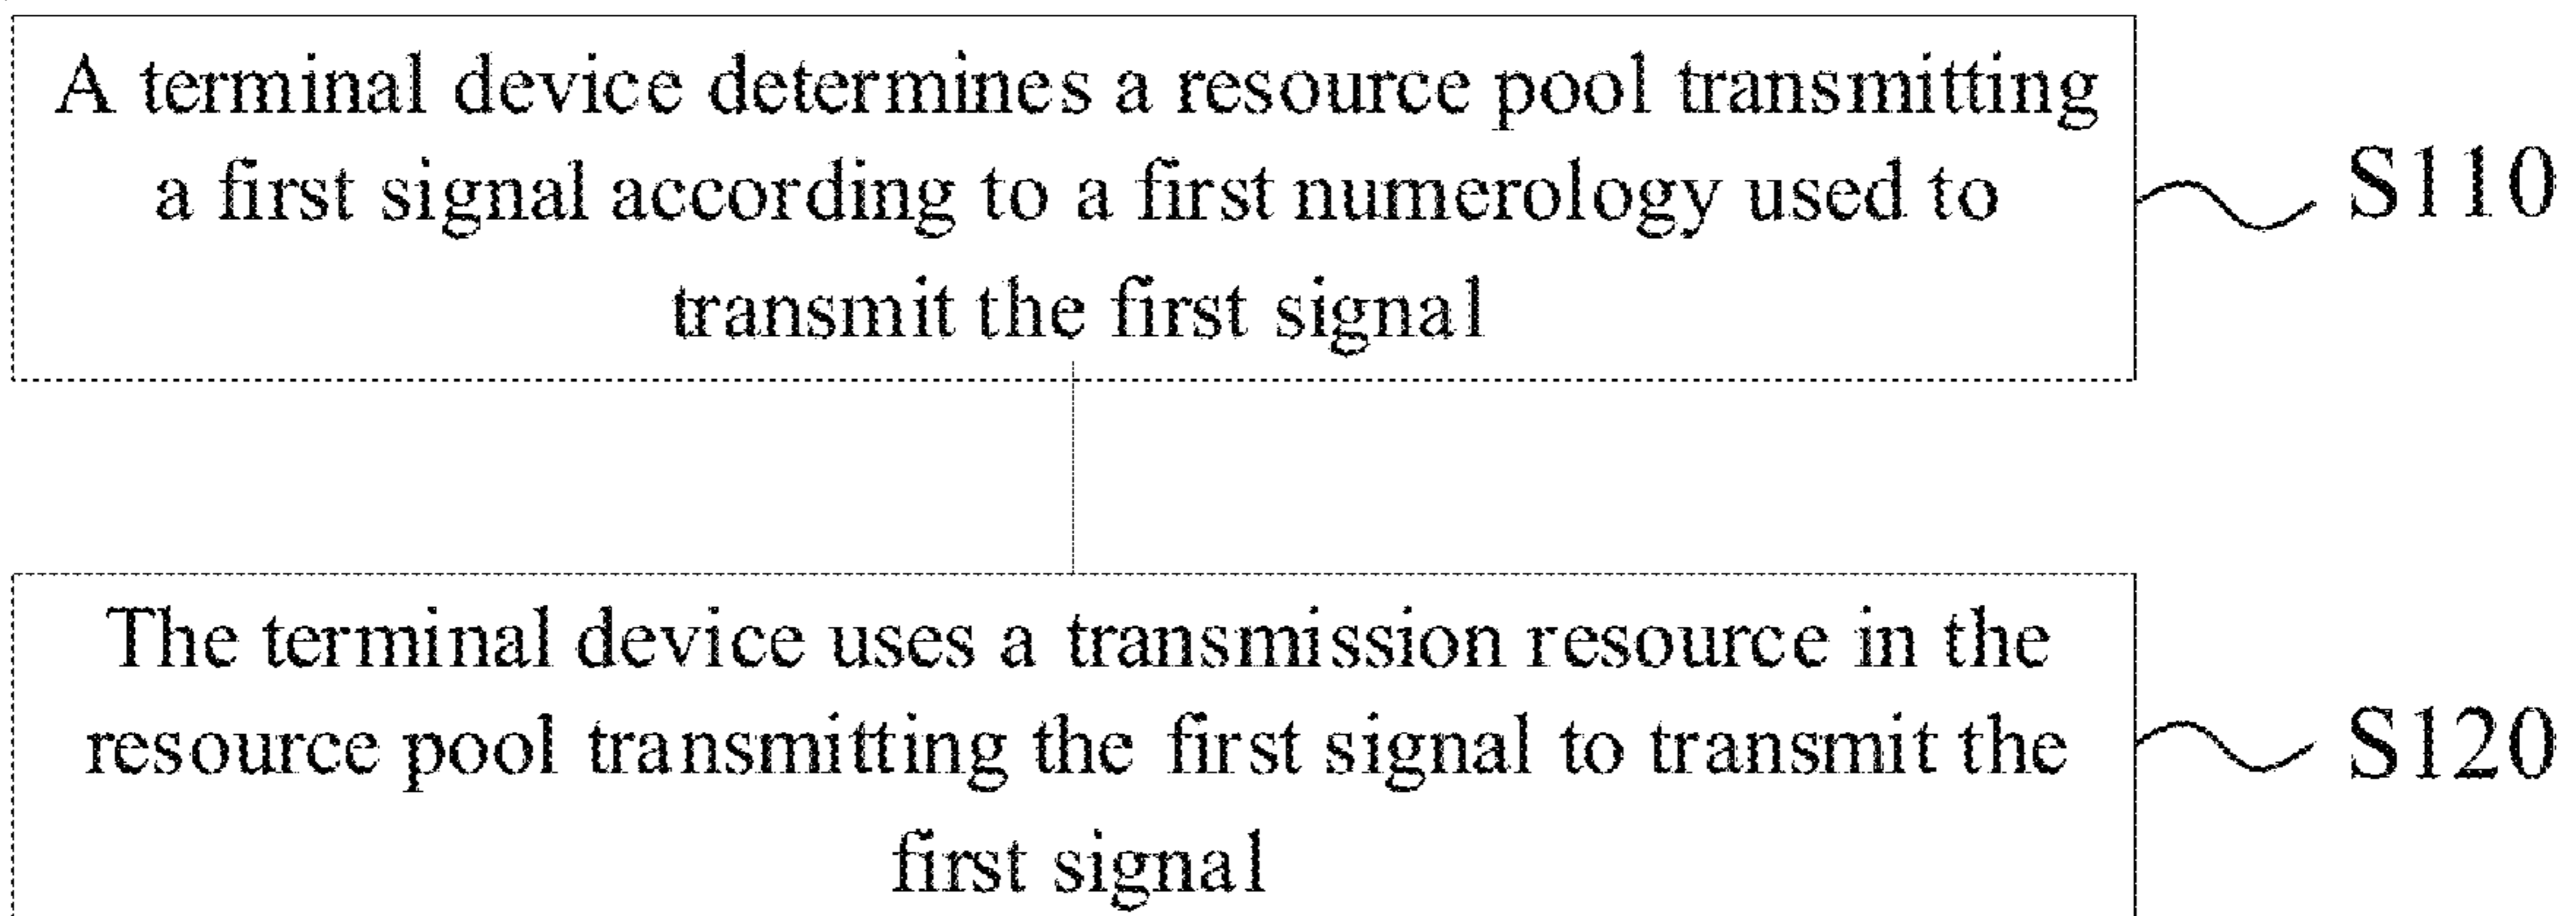 A terminal device determines a resource pool transmitting
a first signal according to a first numerology used to
transmit the first signal
S110
The terminal device uses a transmission resource in the
resource pool transmitting the first signal to transmit the
first signal
S120